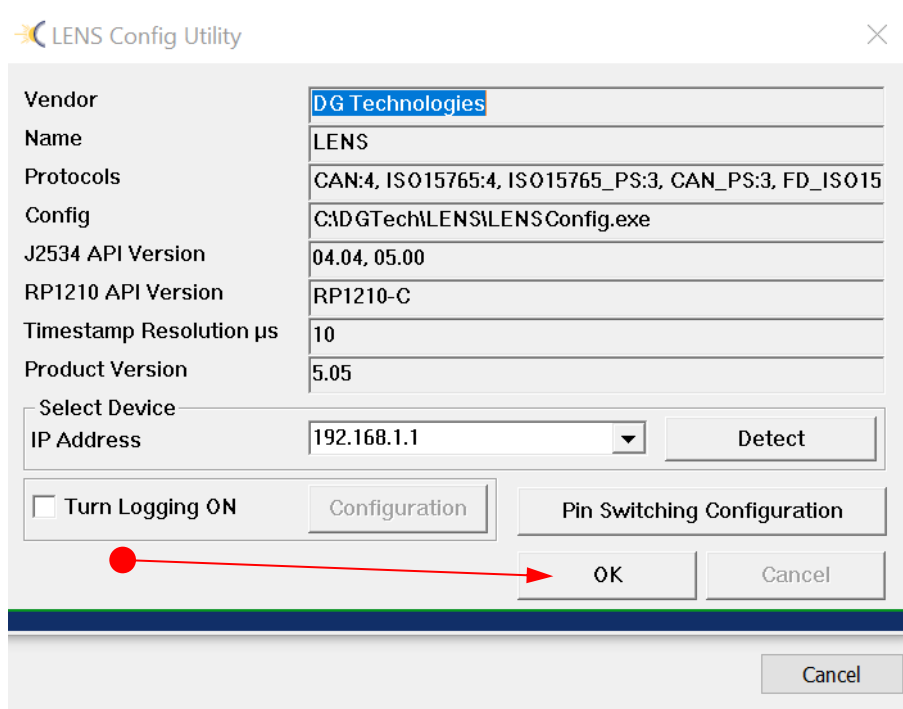 LENS Config Utility
Vendor DG Technologies
Name LENS
Protocols CAN:4, ISO15765:4, ISO15765_PS:3, CAN_PS:3, FD_ISO15
Config C:\DGTech\LENS\LENSConfig.exe
J2534 API Version 04.04, 05.00
RP1210 API Version RP1210-C
Timestamp Resolution µs 10
Product Version 5.05
Select Device
IP Address 192.168.1.1 Detect
Turn Logging ON Configuration Pin Switching Configuration
OK Cancel
Cancel